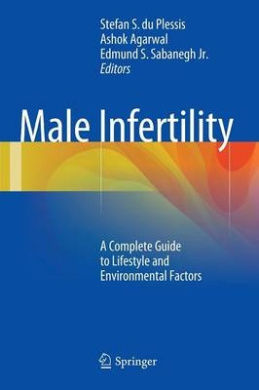 Stefan S. du Plessis
Ashok Agarwal
Edmund S. Sabanegh Jr.
Editors
Male Infertility
A Complete Guide
to Lifestyle and
Environmental Factors
Springer